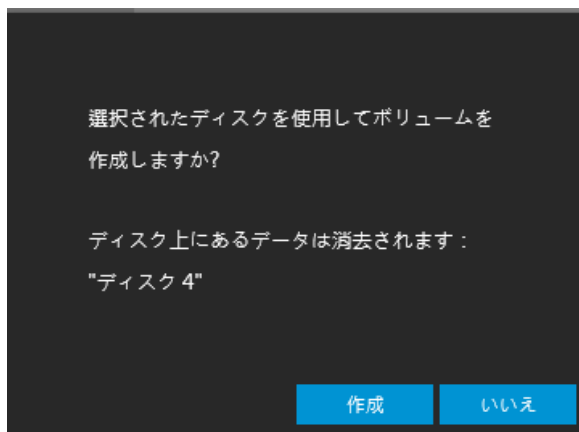 選択されたディスクを使用してボリュームを
作成しますか?
ディスク上にあるデータは消去されます：
"ディスク 4"
作成
いいえ